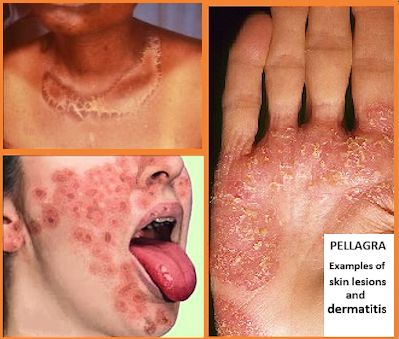 PELLAGRA
Examples of
skin lesions
and
dermatitis